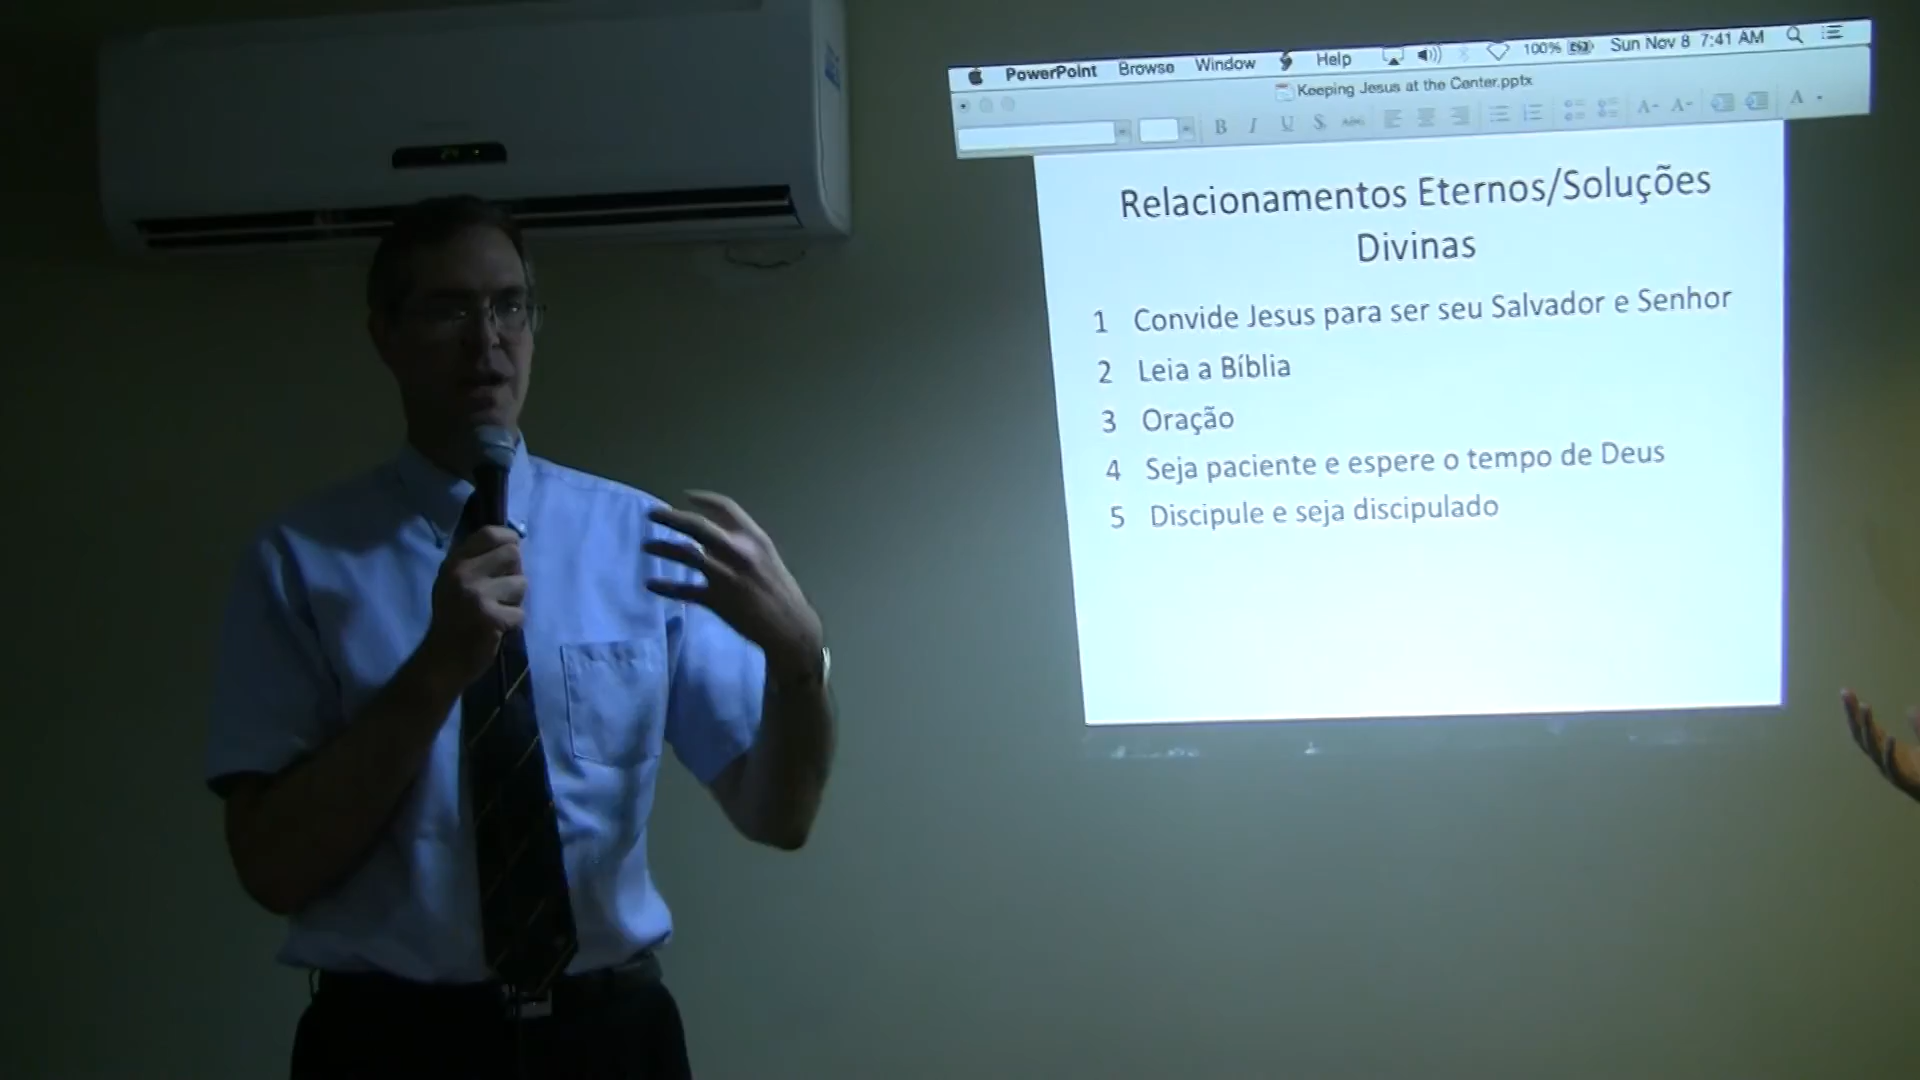 PowerPoint Browse Window Help 100% Sun Nov 8 7:41 AM
Keeping Jesus at the Center.pptx
B I U S ABC A A A
Relacionamentos Eternos/Soluções
Divinas
1 Convide Jesus para ser seu Salvador e Senhor
2 Leia a Bíblia
3 Oração
4 Seja paciente e espere o tempo de Deus
5 Discipule e seja discipulado